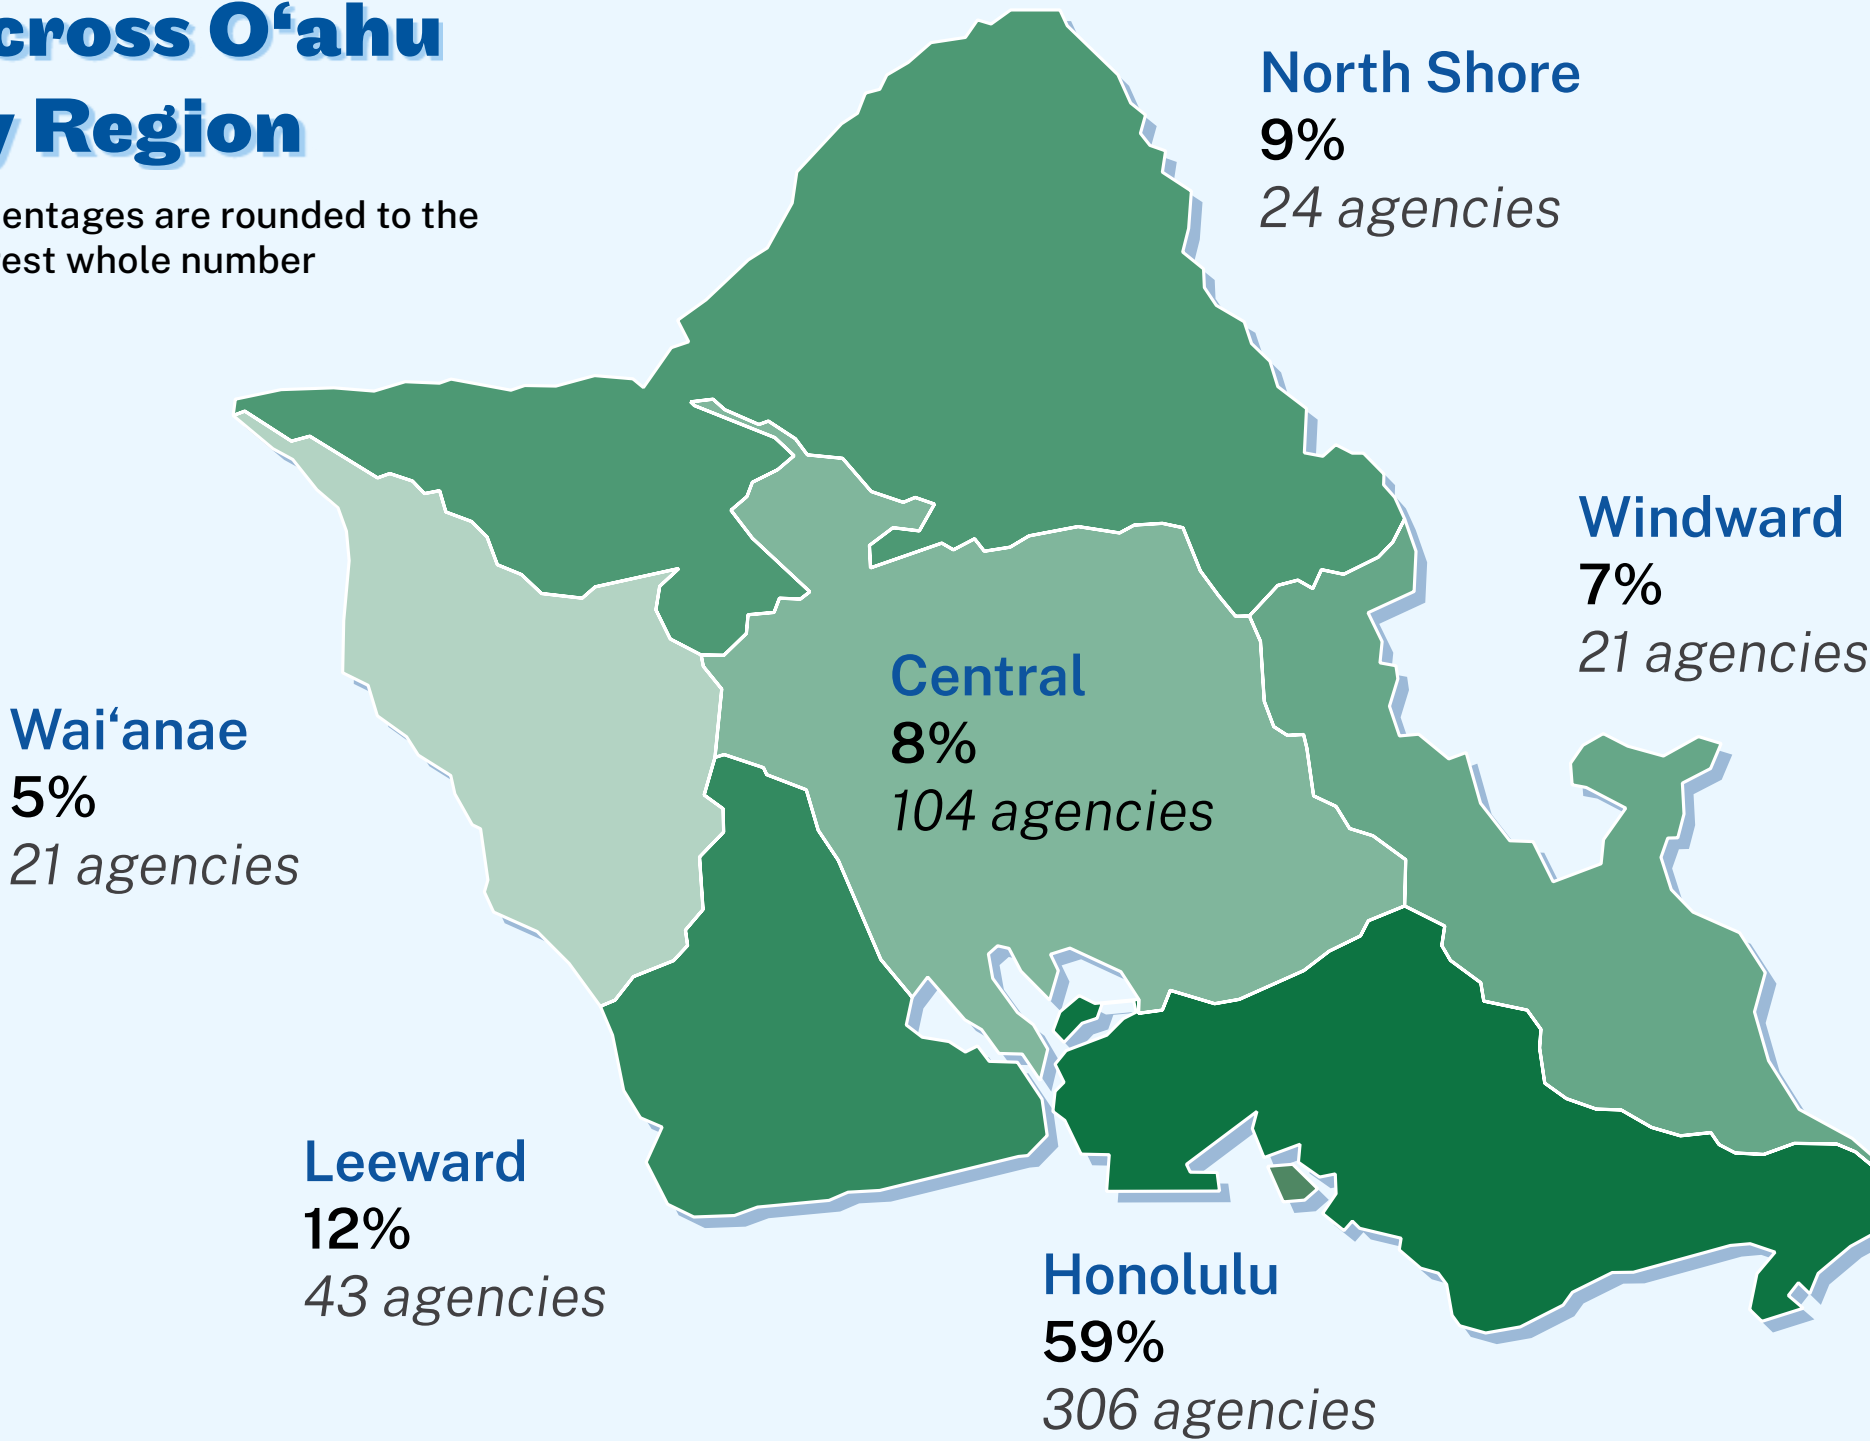 cross Oʻahu
y Region
entages are rounded to the
est whole number
North Shore
9%
24 agencies
Windward
7%
21 agencies
Central
8%
104 agencies
Waiʻanae
5%
21 agencies
Leeward
12%
43 agencies
Honolulu
59%
306 agencies